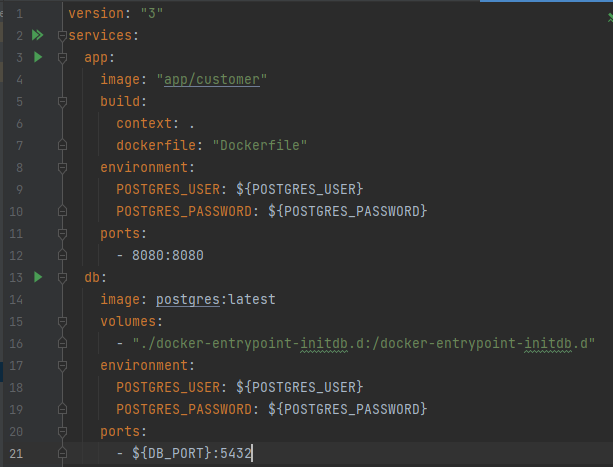 1 version: "3"
2 services:
3   app:
4     image: "app/customer"
5     build:
6       context: .
7       dockerfile: "Dockerfile"
8     environment:
9       POSTGRES_USER: ${POSTGRES_USER}
10       POSTGRES_PASSWORD: ${POSTGRES_PASSWORD}
11     ports:
12       - 8080:8080
13   db:
14     image: postgres:latest
15     volumes:
16       - "./docker-entrypoint-initdb.d:/docker-entrypoint-initdb.d"
17     environment:
18       POSTGRES_USER: ${POSTGRES_USER}
19       POSTGRES_PASSWORD: ${POSTGRES_PASSWORD}
20     ports:
21       - ${DB_PORT}:5432